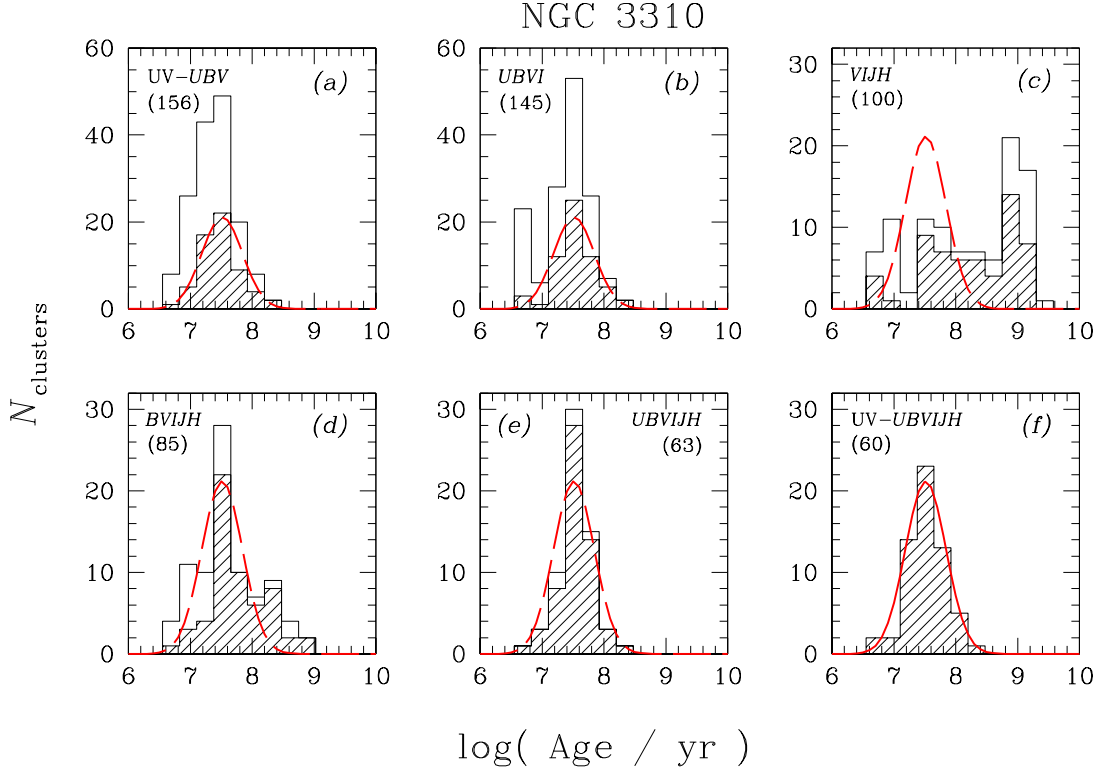 NGC 3310
60
40
20
0
UV-UBV
(156)
(a)
6 7 8 9 10
60
40
20
0
UBVI
(145)
(b)
6 7 8 9 10
30
20
10
0
VIJH
(100)
(c)
6 7 8 9 10
N clusters
30
20
10
0
BVIJH
(85)
(d)
6 7 8 9 10
30
20
10
0
(e)
UBVIJH
(63)
6 7 8 9 10
30
20
10
0
UV-UBVIJH
(60)
(f)
6 7 8 9 10
log( Age / yr )